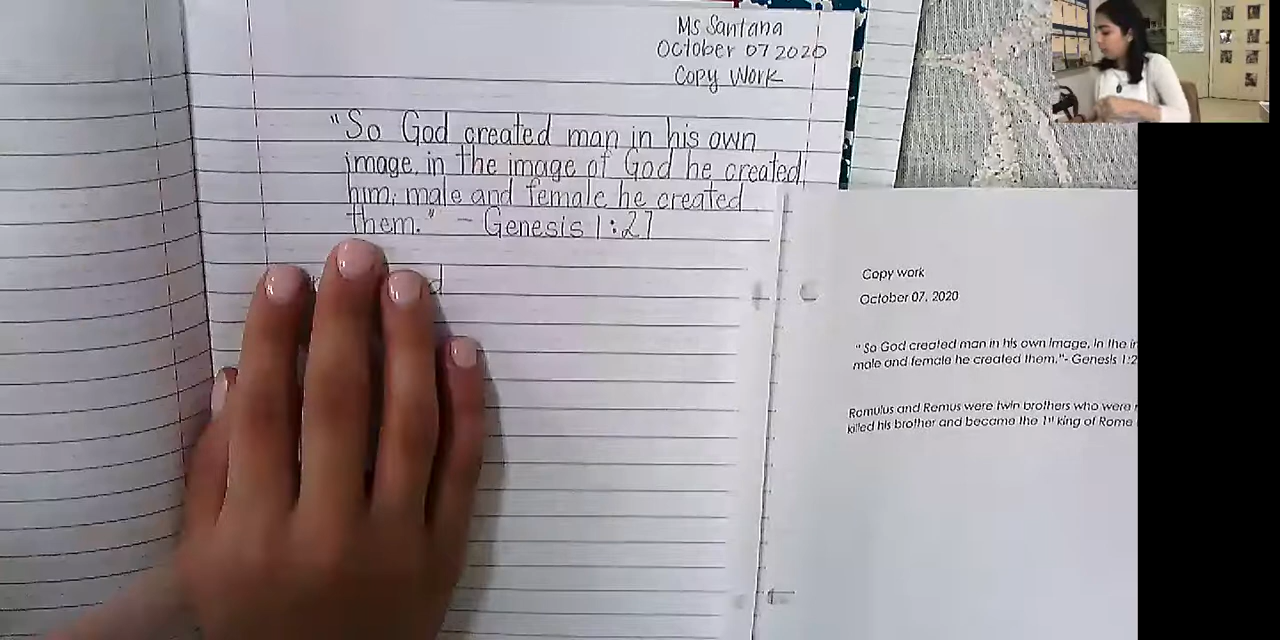 Ms Santana
October 07 2020
Copy Work
"So God created man in his own
image, in the image of God he created
him; male and female he created
them." - Genesis 1:27
Copy work
October 07, 2020
" So God created man in his own Image, In the
male and female he created them."- Genesis 1:2
Romulus and Remus were twin brothers who were
killed his brother and became the 1st king of Rome